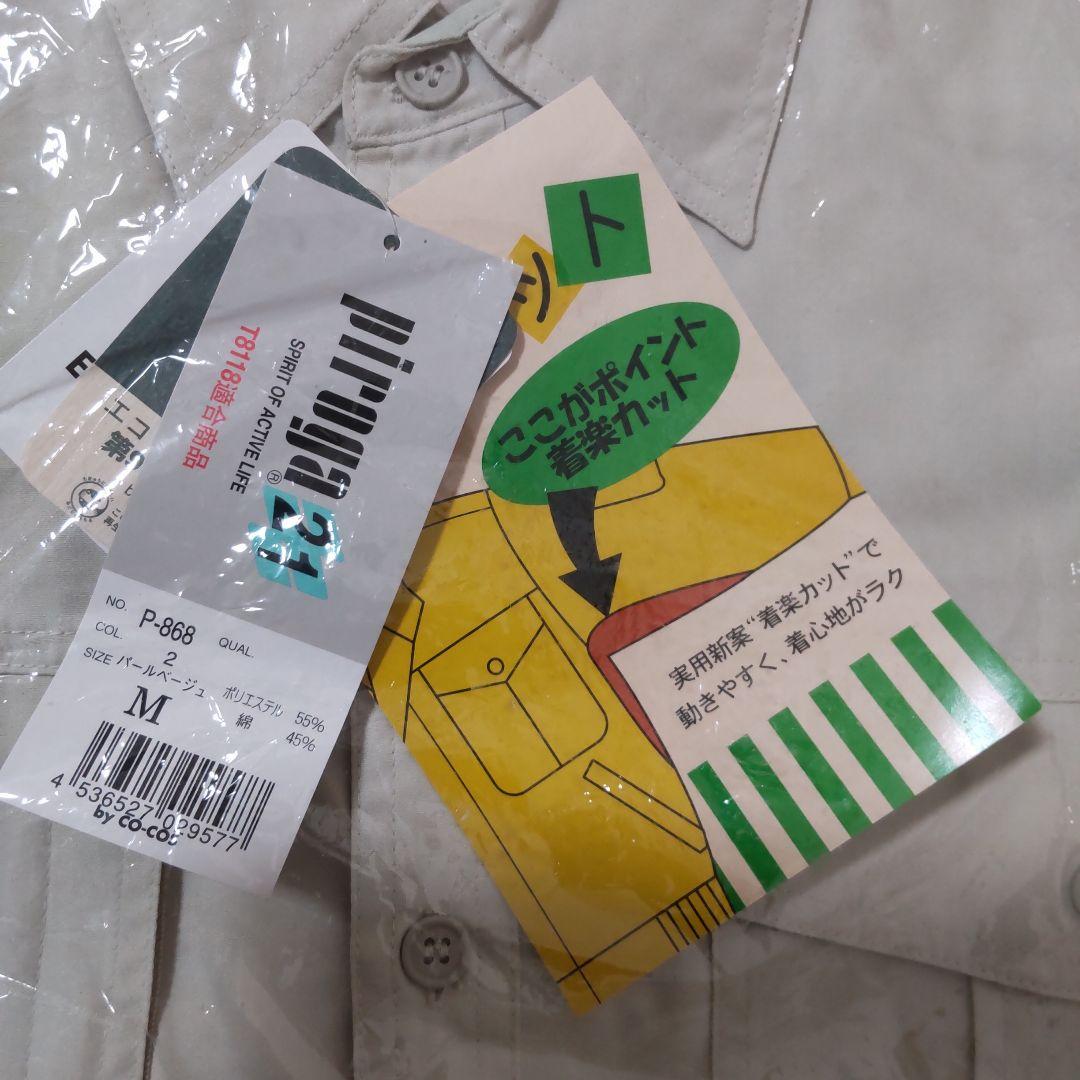 piroga 21
®
SPIRIT OF ACTIVE LIFE
T8118適合商品
NO. P-868
COL. 2
パールベージュ
SIZE M
QUAL.
ポリエステル 55%
綿 45%
4 536527 029577
by co-cos
エコ
ット
ここがポイント
着楽カット
実用新案“着楽カット”で
動きやすく、着心地がラク